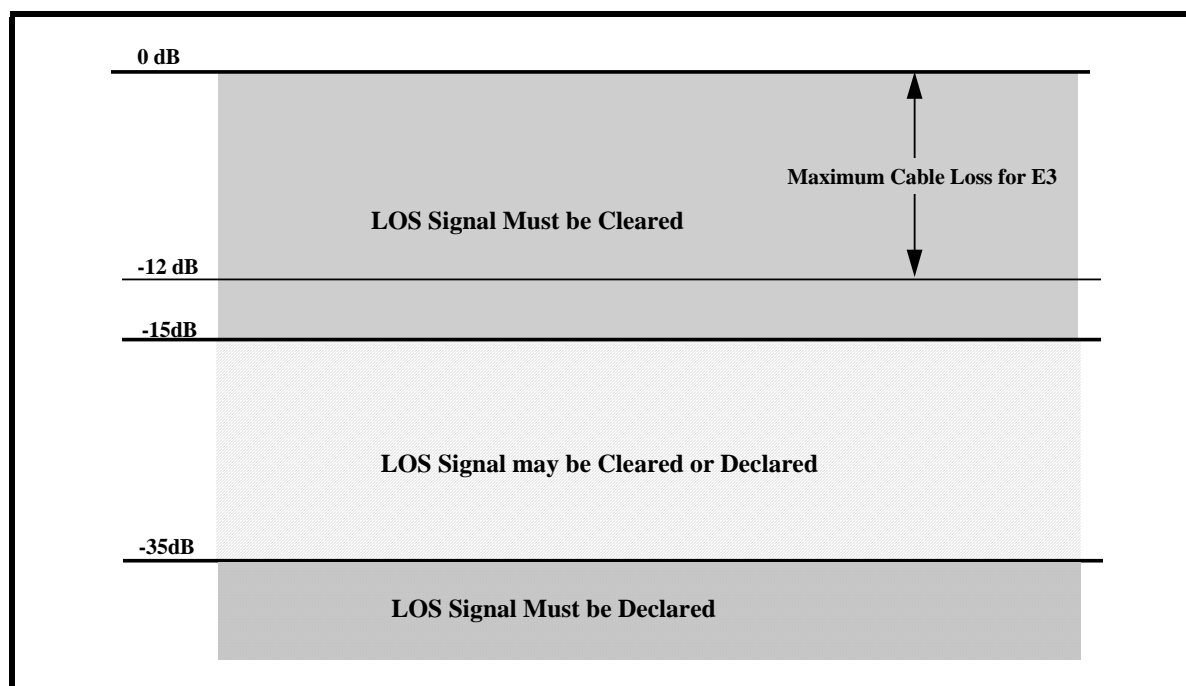 0 dB
Maximum Cable Loss for E3
LOS Signal Must be Cleared
-12 dB
-15dB
LOS Signal may be Cleared or Declared
-35dB
LOS Signal Must be Declared